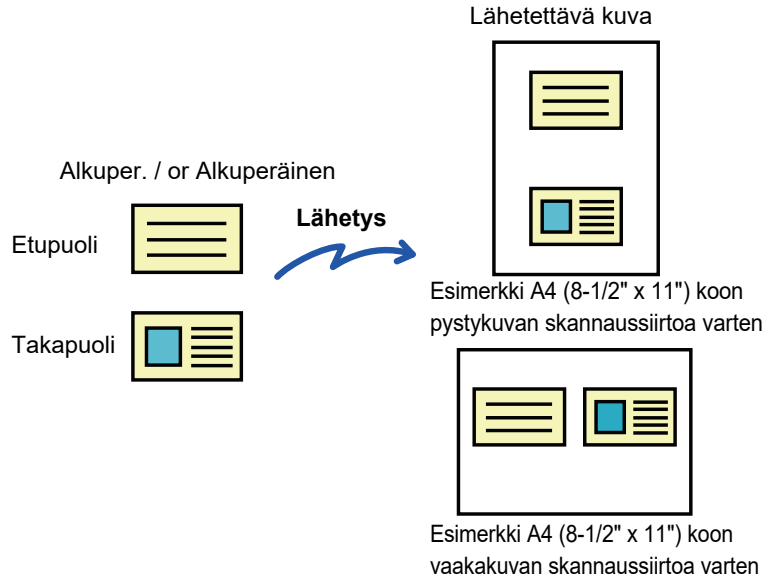 Lähetettävä kuva
Alkuper. / or Alkuperäinen
Etupuoli
Lähetys
Takapuoli
Esimerkki A4 (8-1/2" x 11") koon
pystykuvan skannaussiirtoa varten
Esimerkki A4 (8-1/2" x 11") koon
vaakakuvan skannaussiirtoa varten